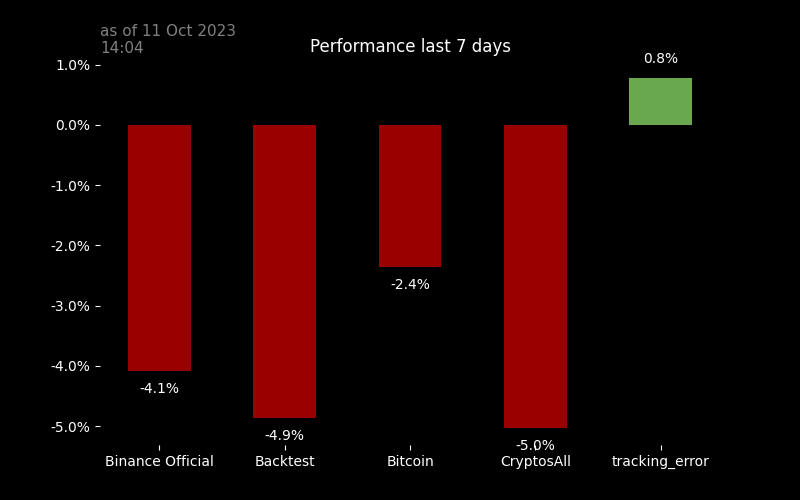 as of 11 Oct 2023
14:04
Performance last 7 days
1.0%
0.0%
-1.0%
-2.0%
-3.0%
-4.0%
-5.0%
0.8%
-4.1%
-4.9%
-2.4%
-5.0%
Binance Official
Backtest
Bitcoin
CryptosAll
tracking_error